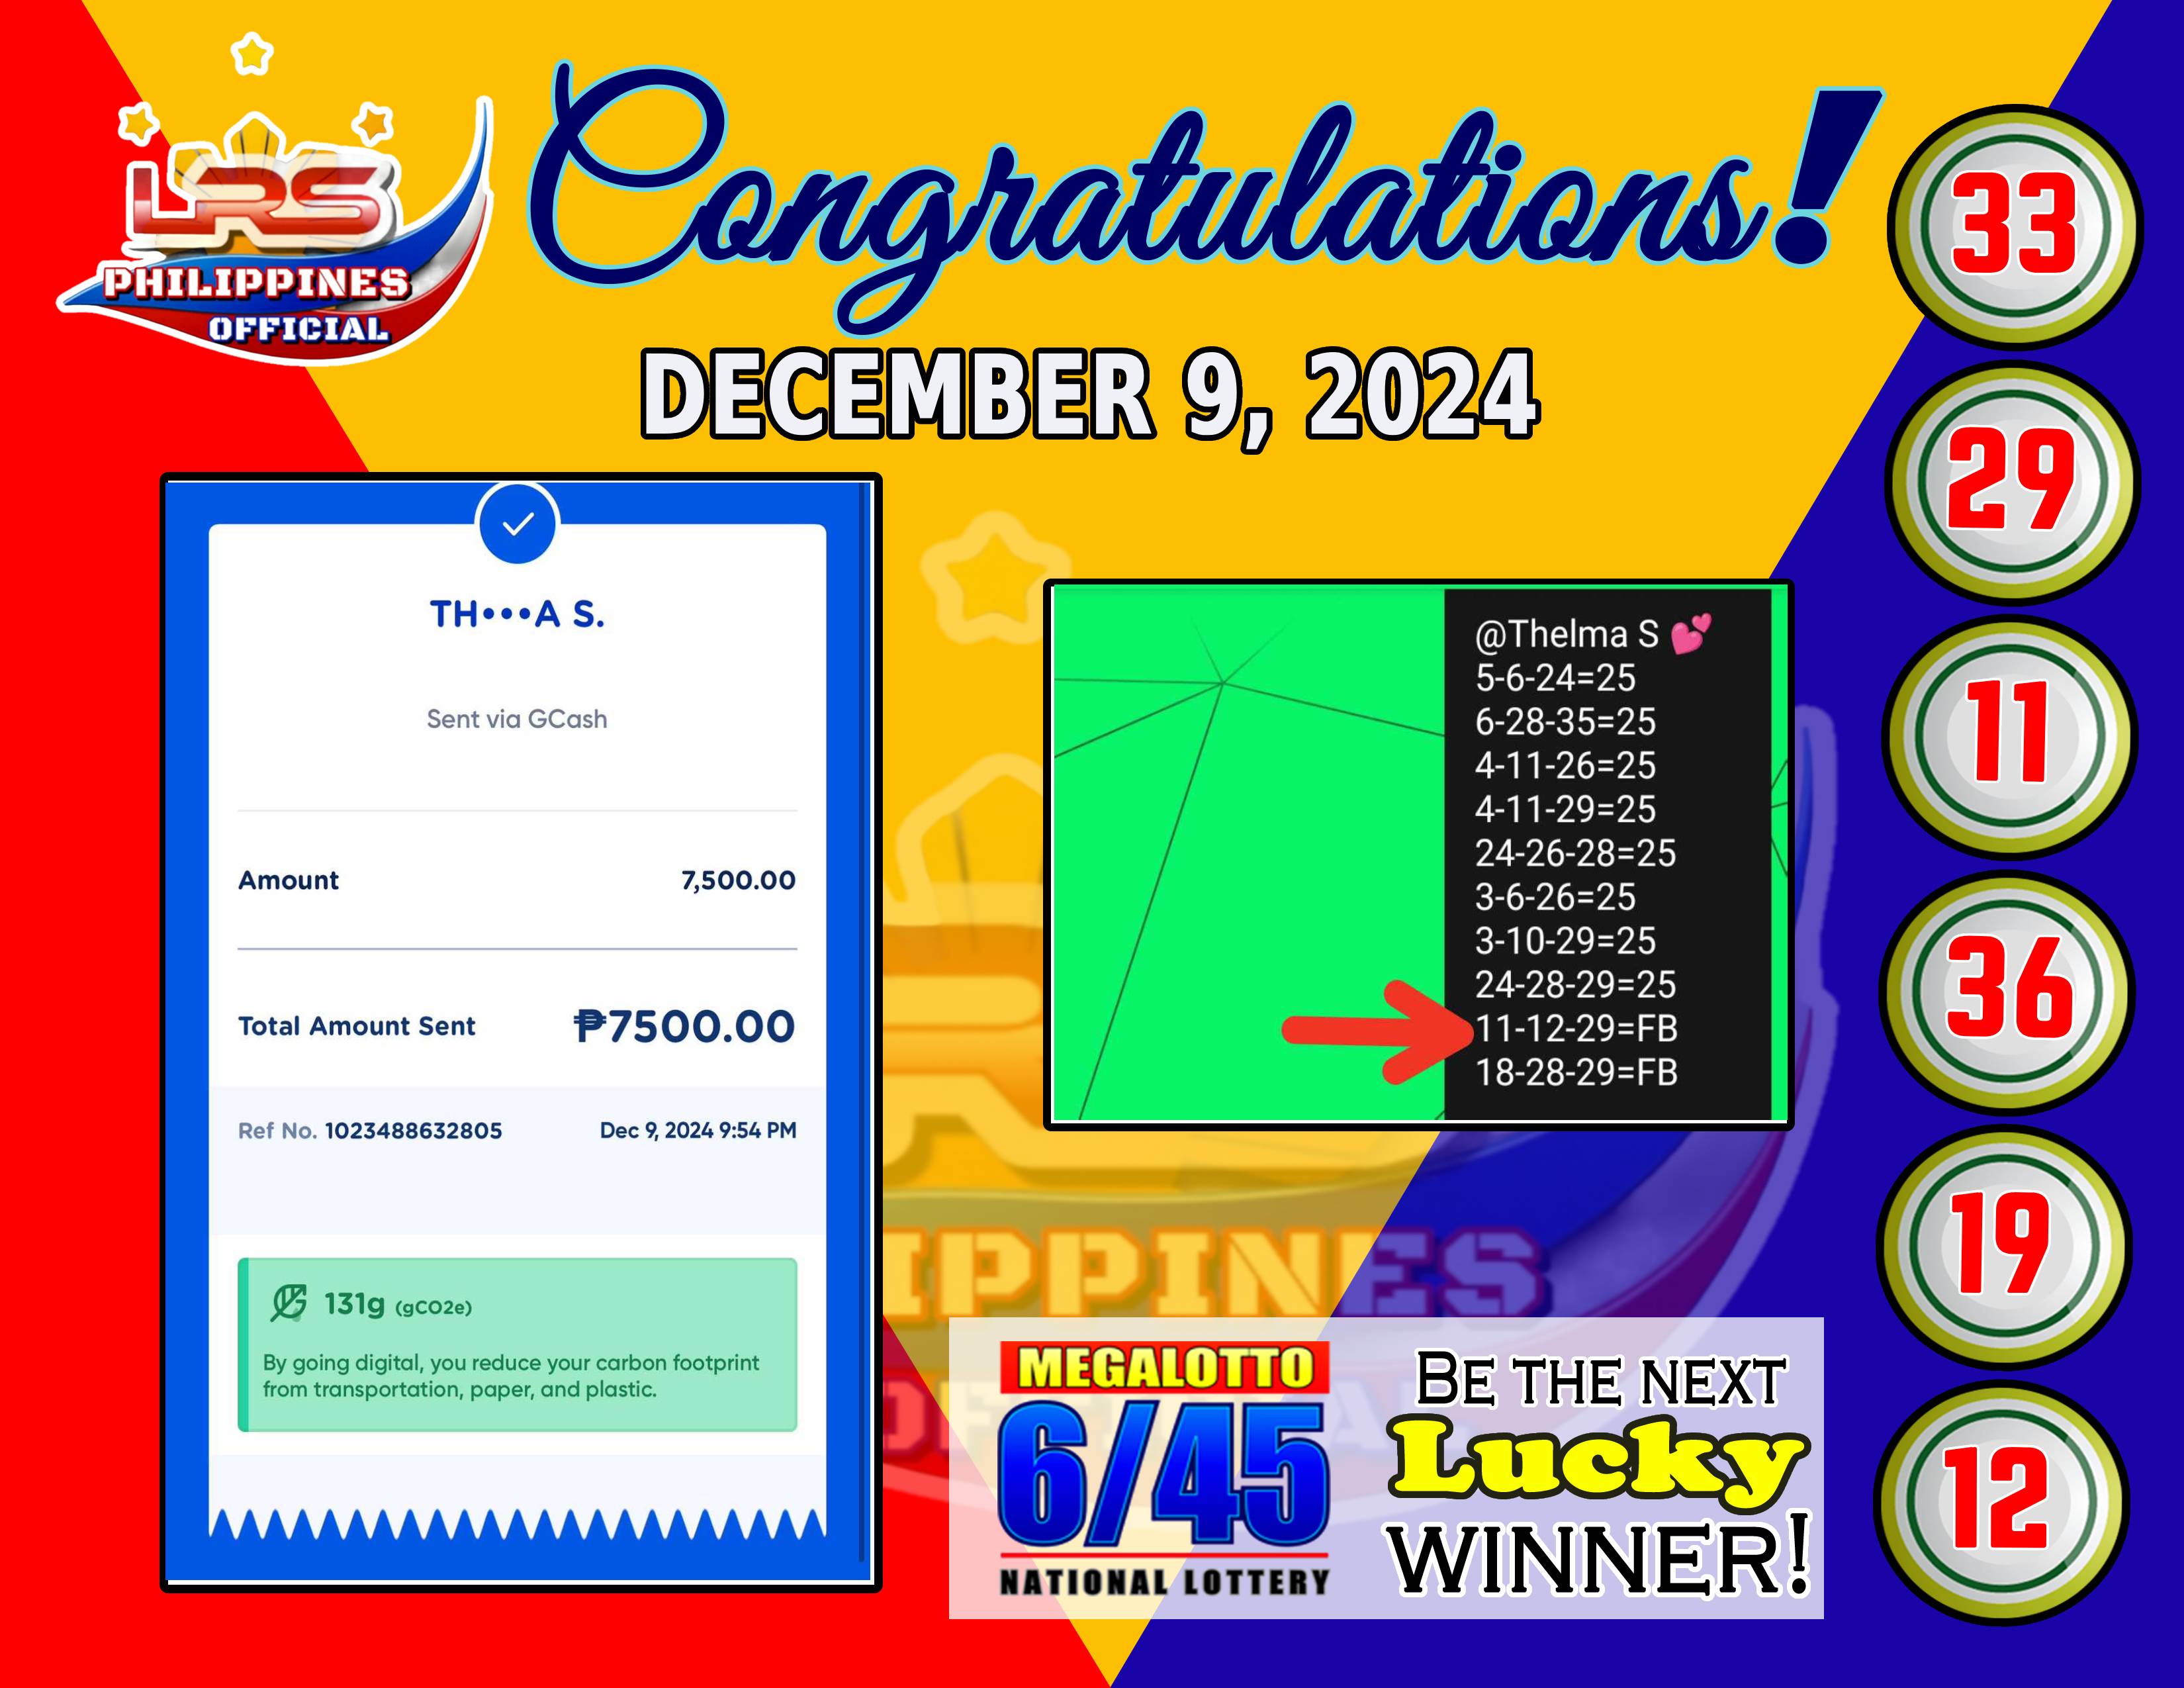 LRS
PHILIPPINES
OFFICIAL
Congratulations!
DECEMBER 9, 2024
TH•••A S.
Sent via GCash
Amount 7,500.00
Total Amount Sent ₱7500.00
Ref No. 1023488632805 Dec 9, 2024 9:54 PM
131g (gCO2e)
By going digital, you reduce your carbon footprint
from transportation, paper, and plastic.
@Thelma S 💕
5-6-24=25
6-28-35=25
4-11-26=25
4-11-29=25
24-26-28=25
3-6-26=25
3-10-29=25
24-28-29=25
11-12-29=FB
18-28-29=FB
IPPINES
MEGALOTTO
6/45
NATIONAL LOTTERY
BE THE NEXT
Lucky
WINNER!
33
29
11
36
19
12